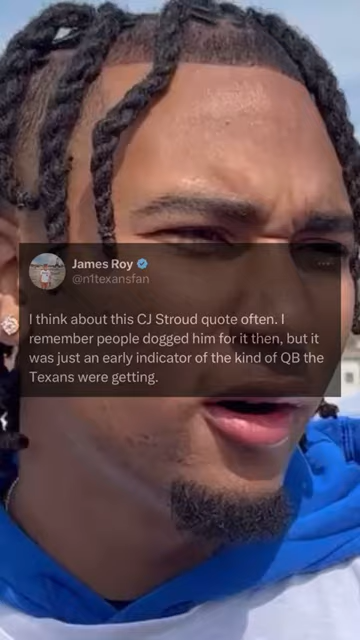 James Roy
@n1texansfan
I think about this CJ Stroud quote often. I
remember people dogged him for it then, but it
was just an early indicator of the kind of QB the
Texans were getting.